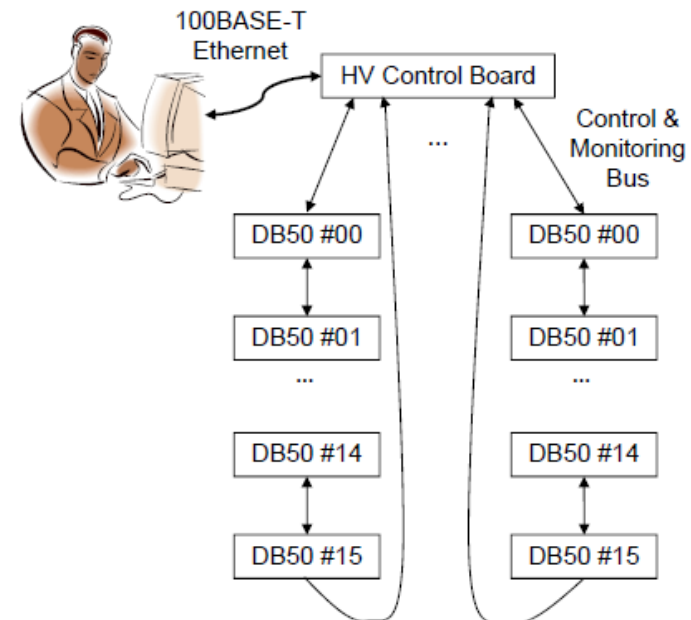 100BASE-T
Ethernet
HV Control Board
...
Control &
Monitoring
Bus
DB50 #00
DB50 #00
DB50 #01
DB50 #01
...
...
DB50 #14
DB50 #14
DB50 #15
DB50 #15